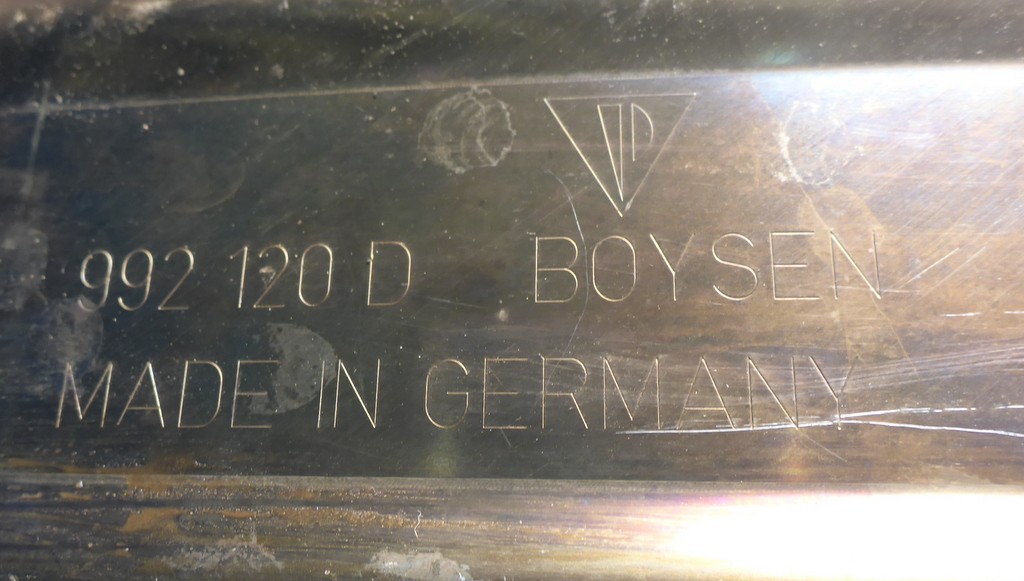 992 120 D BOYSEN
MADE IN GERMANY